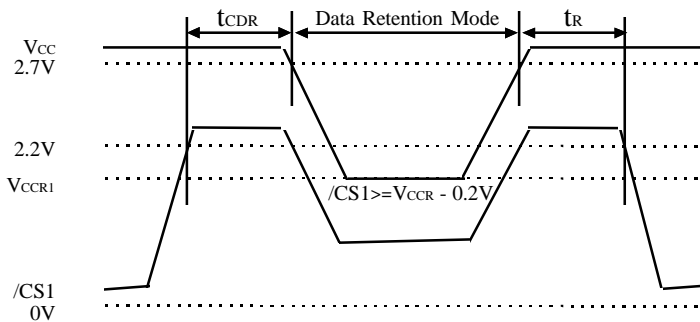 tCDR
Data Retention Mode
tR
VCC
2.7V
2.2V
VCCR1
/CS1>=VCCR - 0.2V
/CS1
0V